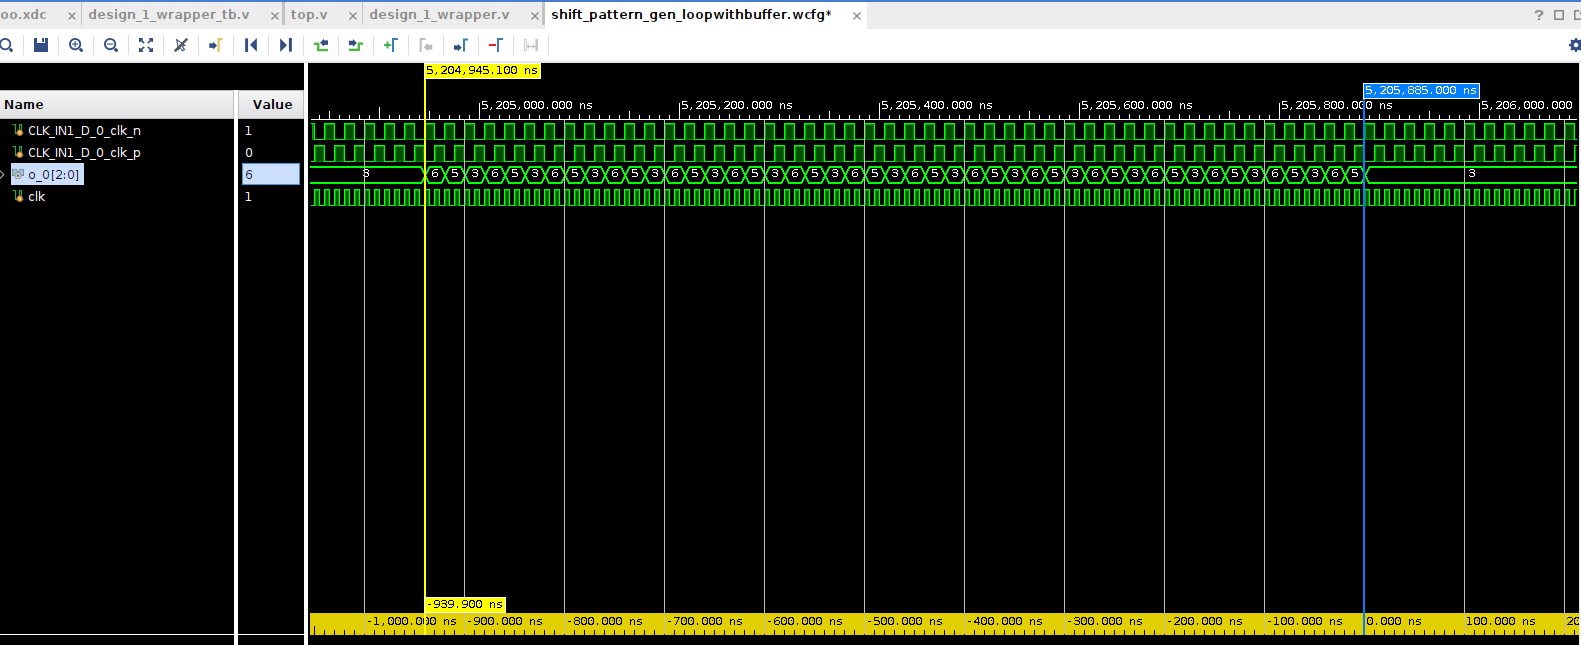 oo.xdc × design_1_wrapper_tb.v × top.v × design_1_wrapper.v × shift_pattern_gen_loopwithbuffer.wcfg* × ?
5,204,945.100 ns
5,205,885.000 ns
Name Value 5,205,000.000 ns 5,205,200.000 ns 5,205,400.000 ns 5,205,600.000 ns 5,205,800.000 ns 5,206,000.000
CLK_IN1_D_0_clk_n 1
CLK_IN1_D_0_clk_p 0
o_0[2:0] 6 3 6 5 3 6 5 3 6 5 3 6 5 3 6 5 3 6 5 3 6 5 3 6 5 3 6 5 3 6 5 3 6 5 3 6 5 3 6 5 3 6 5 3 6 5 3 6 5 3
clk 1
-939.900 ns
-1,000.000 ns -900.000 ns -800.000 ns -700.000 ns -600.000 ns -500.000 ns -400.000 ns -300.000 ns -200.000 ns -100.000 ns 0.000 ns 100.000 ns 20